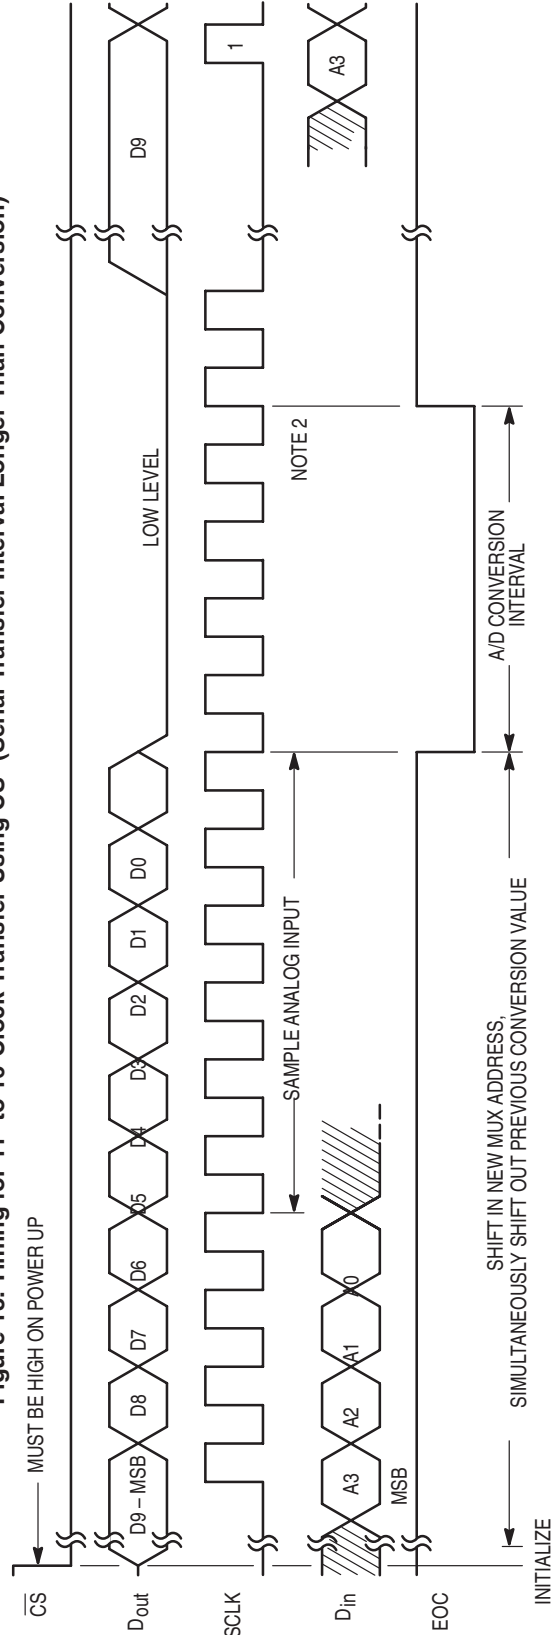 Figure Timing for 11- to 16-Clock Transfer Using CS* (Serial Transfer Interval Longer Than Conversion)
CS
MUST BE HIGH ON POWER UP
Dout
D9 – MSB D8 D7 D6 D5 D4 D3 D2 D1 D0
LOW LEVEL
D9
SCLK
1
SAMPLE ANALOG INPUT
NOTE 2
Din
A3 A2 A1 A0
A3
MSB
EOC
SHIFT IN NEW MUX ADDRESS,
SIMULTANEOUSLY SHIFT OUT PREVIOUS CONVERSION VALUE
A/D CONVERSION
INTERVAL
INITIALIZE